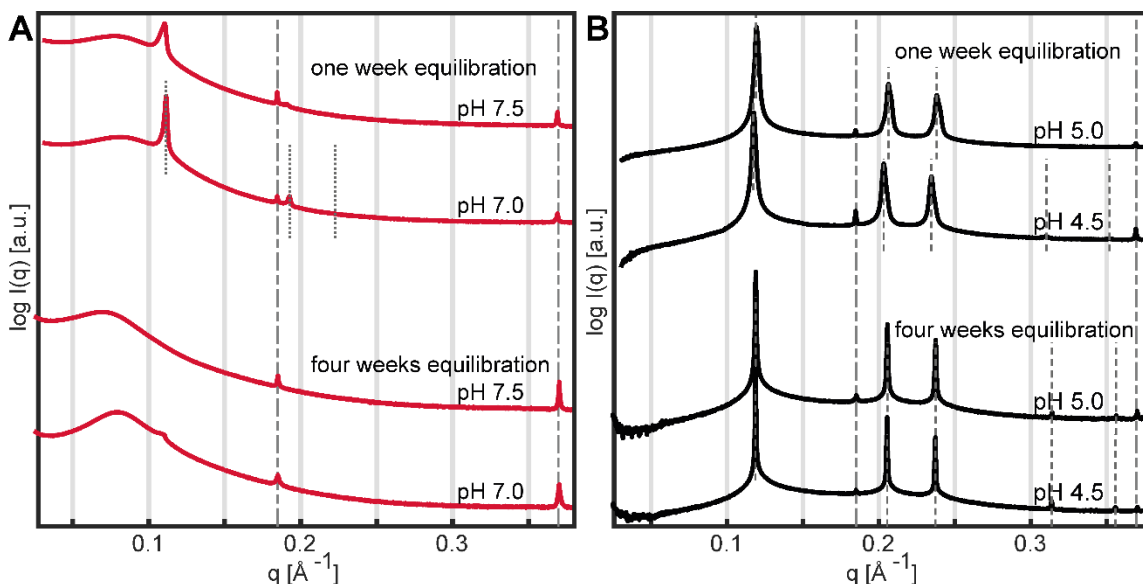 A
one week equilibration
pH 7.5
pH 7.0
four weeks equilibration
pH 7.5
pH 7.0
log I(q) [a.u.]
0.1
0.2
0.3
q [Å⁻¹]
B
one week equilibration
pH 5.0
pH 4.5
four weeks equilibration
pH 5.0
pH 4.5
log I(q) [a.u.]
0.1
0.2
0.3
q [Å⁻¹]